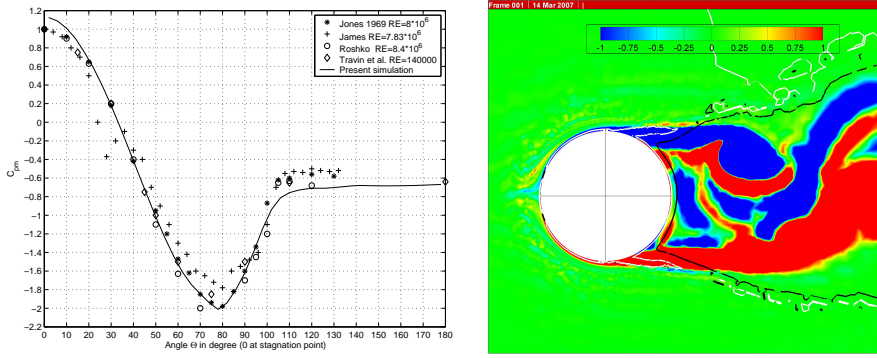 Jones 1969 RE=8*10^6
James RE=7.83*10^6
Roshko RE=8.4*10^6
Travin et al. RE=140000
Present simulation
C_pm
1.2
1
0.8
0.6
0.4
0.2
0
−0.2
−0.4
−0.6
−0.8
−1
−1.2
−1.4
−1.6
−1.8
−2
−2.2
0 10 20 30 40 50 60 70 80 90 100 110 120 130 140 150 160 170 180
Angle Θ in degree (0 at stagnation point)
Frame 001 | 14 Mar 2007 |
-1 -0.75 -0.5 -0.25 0 0.25 0.5 0.75 1